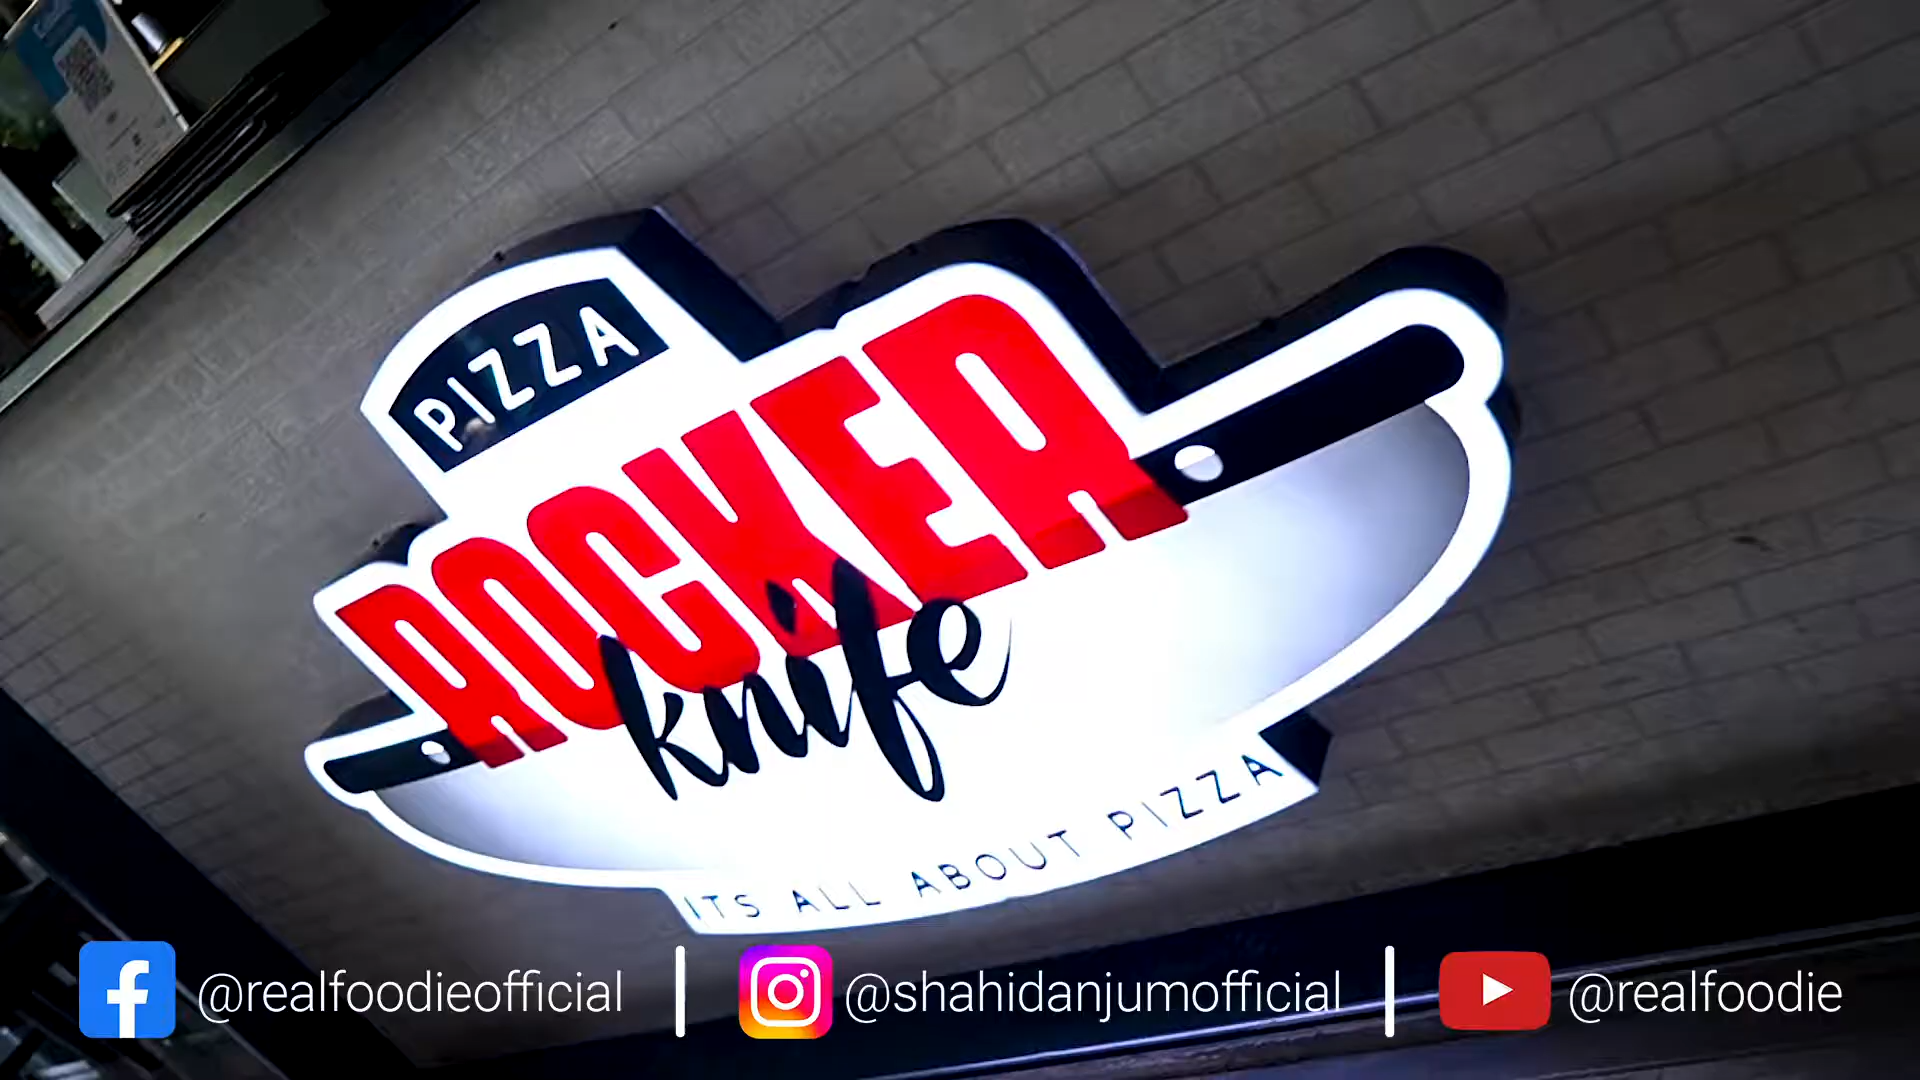 PIZZA
ROCKER
knife
ITS ALL ABOUT PIZZA
@realfoodieofficial | @shahidanjumofficial | @realfoodie